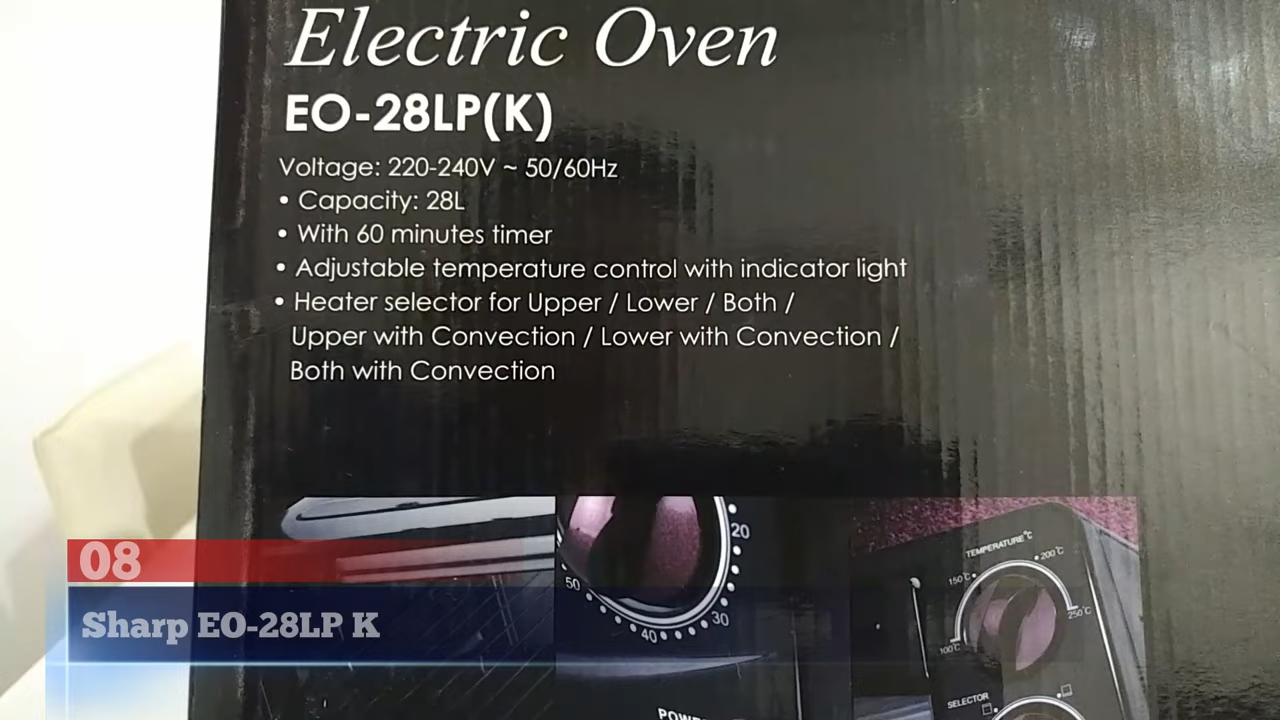 Electric Oven
EO-28LP(K)
Voltage: 220-240V ~ 50/60Hz
• Capacity: 28L
• With 60 minutes timer
• Adjustable temperature control with indicator light
• Heater selector for Upper / Lower / Both /
Upper with Convection / Lower with Convection /
Both with Convection
20
30
40
50
TEMPERATURE°C
100°C
150°C
200°C
250°C
SELECTOR
08
Sharp EO-28LP K